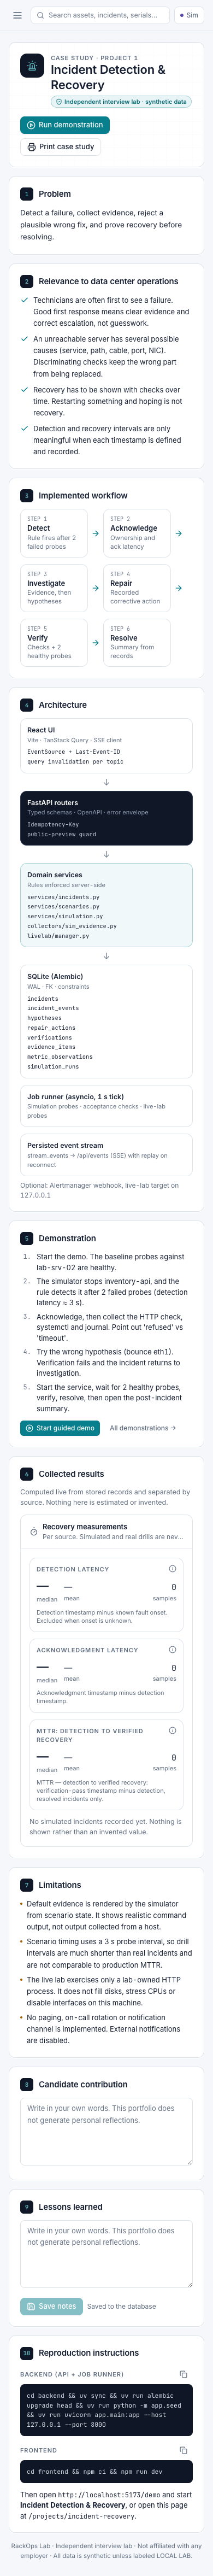 Search assets, incidents, serials...
Sim
CASE STUDY · PROJECT 1
Incident Detection &
Recovery
Independent interview lab · synthetic data
Run demonstration
Print case study
1 Problem
Detect a failure, collect evidence, reject a
plausible wrong fix, and prove recovery before
resolving.
2 Relevance to data center operations
Technicians are often first to see a failure.
Good first response means clear evidence and
correct escalation, not guesswork.
An unreachable server has several possible
causes (service, path, cable, port, NIC).
Discriminating checks keep the wrong part
from being replaced.
Recovery has to be shown with checks over
time. Restarting something and hoping is not
recovery.
Detection and recovery intervals are only
meaningful when each timestamp is defined
and recorded.
3 Implemented workflow
STEP 1
Detect
Rule fires after 2
failed probes
STEP 2
Acknowledge
Ownership and
ack latency
STEP 3
Investigate
Evidence, then
hypotheses
STEP 4
Repair
Recorded
corrective action
STEP 5
Verify
Checks + 2
healthy probes
STEP 6
Resolve
Summary from
records
4 Architecture
React UI
Vite · TanStack Query · SSE client
EventSource + Last-Event-ID
query invalidation per topic
↓
FastAPI routers
Typed schemas · OpenAPI · error envelope
Idempotency-Key
public-preview guard
↓
Domain services
Rules enforced server-side
services/incidents.py
services/scenarios.py
services/simulation.py
collectors/sim_evidence.py
livelab/manager.py
↓
SQLite (Alembic)
WAL · FK · constraints
incidents
incident_events
hypotheses
repair_actions
verifications
evidence_items
metric_observations
simulation_runs
Job runner (asyncio, 1 s tick)
Simulation probes · acceptance checks · live-lab
probes
Persisted event stream
stream_events → /api/events (SSE) with replay on
reconnect
Optional: Alertmanager webhook, live-lab target on
127.0.0.1
5 Demonstration
1. Start the demo. The baseline probes against
lab-srv-02 are healthy.
2. The simulator stops inventory-api, and the
rule detects it after 2 failed probes (detection
latency ≈ 3 s).
3. Acknowledge, then collect the HTTP check,
systemctl and journal. Point out 'refused' vs
'timeout'.
4. Try the wrong hypothesis (bounce eth1).
Verification fails and the incident returns to
investigation.
5. Start the service, wait for 2 healthy probes,
verify, resolve, then open the post-incident
summary.
Start guided demo
All demonstrations →
6 Collected results
Computed live from stored records and separated by
source. Nothing here is estimated or invented.
Recovery measurements
Per source. Simulated and real drills are nev...
DETECTION LATENCY
— — 0
median mean samples
Detection timestamp minus known fault onset.
Excluded when onset is unknown.
ACKNOWLEDGMENT LATENCY
— — 0
median mean samples
Acknowledgment timestamp minus detection
timestamp.
MTTR: DETECTION TO VERIFIED
RECOVERY
— — 0
median mean samples
MTTR — detection to verified recovery:
verification-pass timestamp minus detection,
resolved incidents only.
No simulated incidents recorded yet. Nothing is
shown rather than an invented value.
7 Limitations
Default evidence is rendered by the simulator
from scenario state. It shows realistic command
output, not output collected from a host.
Scenario timing uses a 3 s probe interval, so drill
intervals are much shorter than real incidents and
are not comparable to production MTTR.
The live lab exercises only a lab-owned HTTP
process. It does not fill disks, stress CPUs or
disable interfaces on this machine.
No paging, on-call rotation or notification
channel is implemented. External notifications
are disabled.
8 Candidate contribution
Write in your own words. This portfolio does
not generate personal reflections.
9 Lessons learned
Write in your own words. This portfolio does
not generate personal reflections.
Save notes
Saved to the database
10 Reproduction instructions
BACKEND (API + JOB RUNNER)
cd backend && uv sync && uv run alembic
upgrade head && uv run python -m app.seed
&& uv run uvicorn app.main:app --host
127.0.0.1 --port 8000
FRONTEND
cd frontend && npm ci && npm run dev
Then open http://localhost:5173/demo and start
Incident Detection & Recovery, or open this page
at /projects/incident-recovery.
RackOps Lab · Independent interview lab · Not affiliated with any
employer · All data is synthetic unless labeled LOCAL LAB.